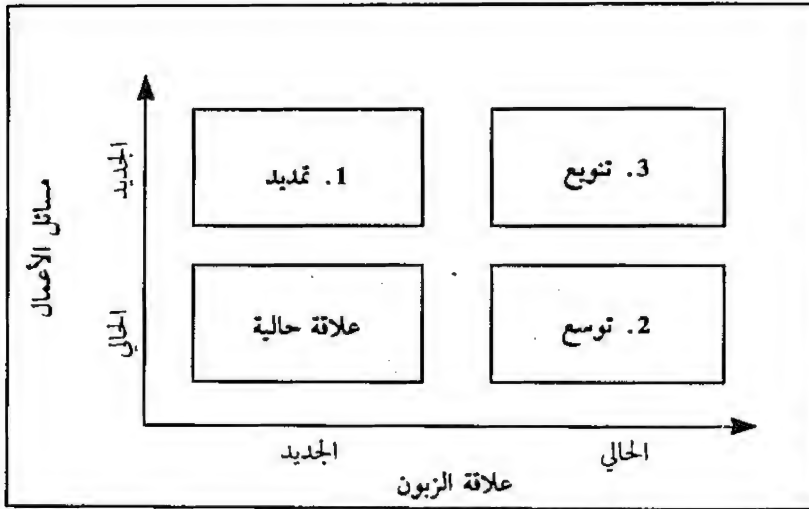 مسائل الأعمال
الجديد
1. تمديد
3. تنويع
الحالي
علاقة حالية
2. توسع
الجديد
الحالي
علاقة الزبون